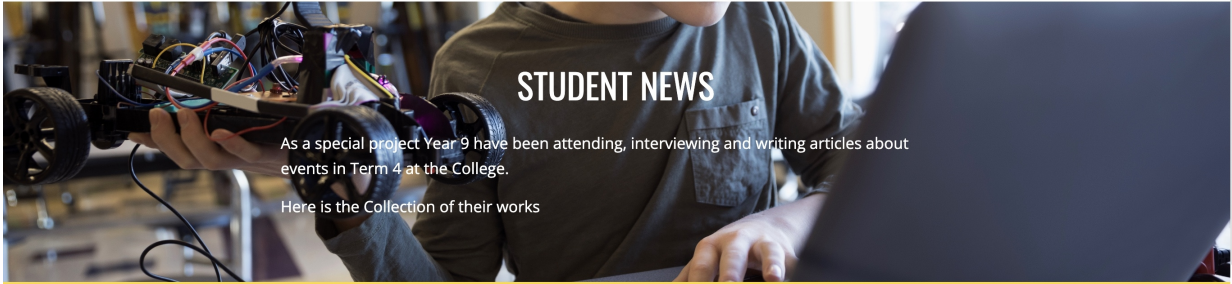 STUDENT NEWS
As a special project Year 9 have been attending, interviewing and writing articles about
events in Term 4 at the College.
Here is the Collection of their works